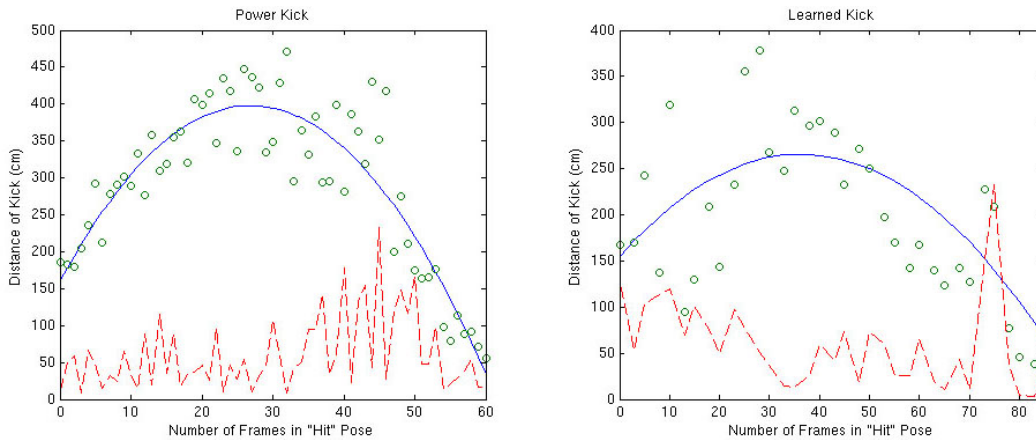 Power Kick
500
450
400
350
300
250
200
150
100
50
0
0 10 20 30 40 50 60
Distance of Kick (cm)
Number of Frames in "Hit" Pose
Learned Kick
400
350
300
250
200
150
100
50
0
0 10 20 30 40 50 60 70 80
Distance of Kick (cm)
Number of Frames in "Hit" Pose